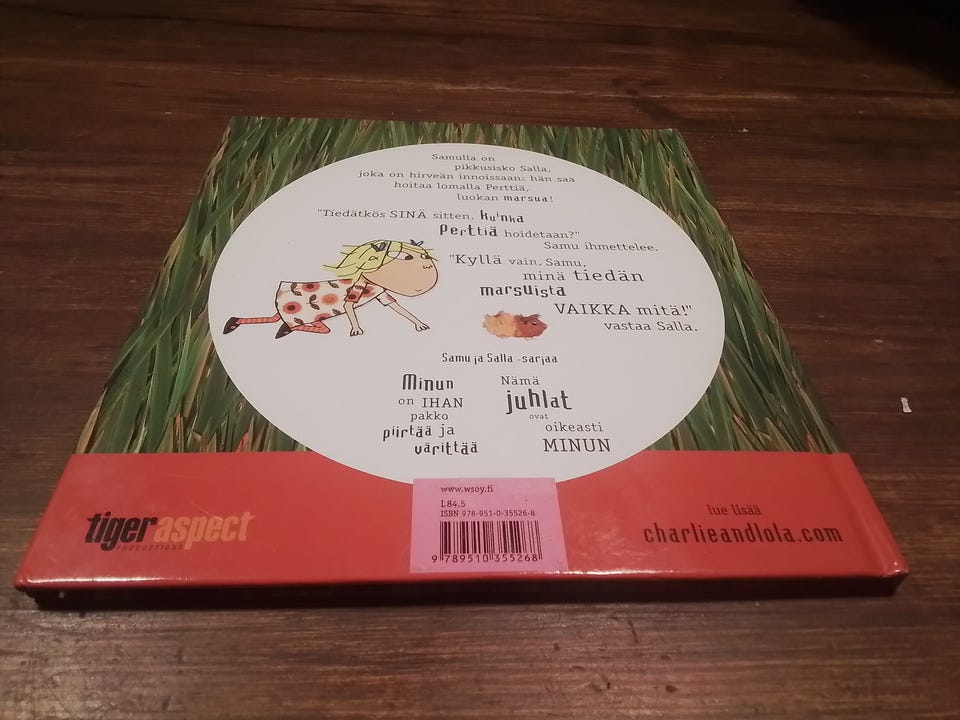 Samulla on
pikkusisko Salla,
joka on hirveän innoissaan: hän saa
hoitaa lomalla Perttiä,
luokan marsua!
"Tiedätkös SINÄ sitten, kuinka
Perttiä hoidetaan?"
Samu ihmettelee.
"Kyllä vain, Samu,
minä tiedän
marsuista
VAIKKA mitä!"
vastaa Salla.
Samu ja Salla -sarjaa
Minun
on IHAN
pakko
piirtää ja
värittää
Nämä
juhlat
ovat
oikeasti
MINUN
tigeraspect
PRODUCTIONS
www.wsoy.fi
L84.5
ISBN 978-951-0-35526-8
9 789510 355268
lue lisää
charlieandlola.com